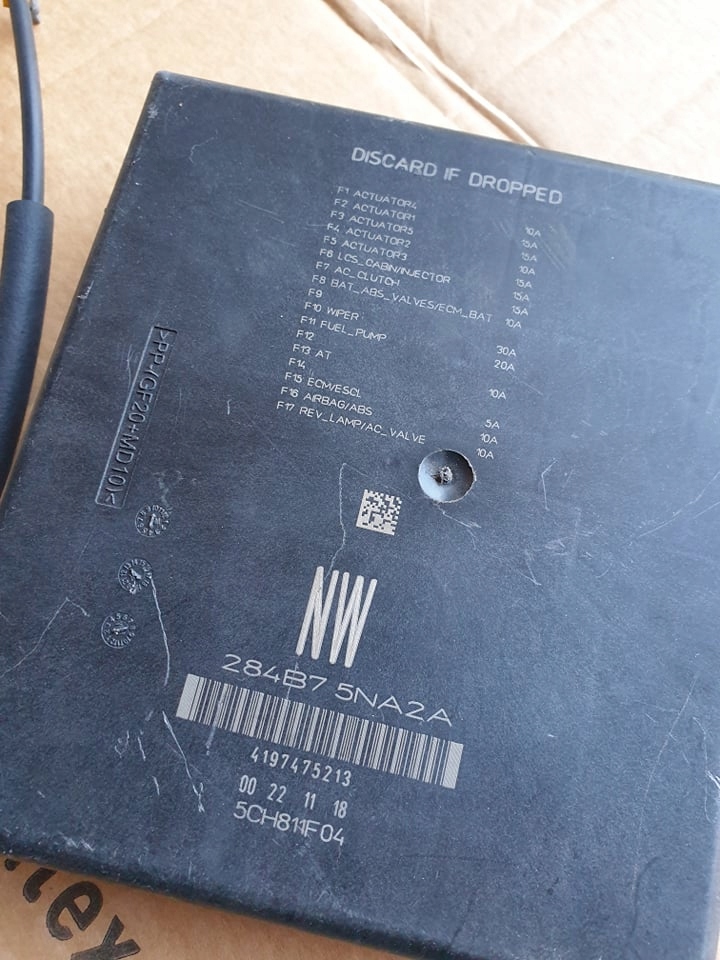 DISCARD IF DROPPED
F1 ACTUATOR4 10A
F2 ACTUATOR1 15A
F3 ACTUATOR5 15A
F4 ACTUATOR2 10A
F5 ACTUATOR3 15A
F6 LCS_CABIN/INJECTOR 15A
F7 AC_CLUTCH 15A
F8 BAT_ABS_VALVES/ECM_BAT 10A
F9
F10 WIPER 30A
F11 FUEL_PUMP 20A
F12
F13 AT 10A
F14
F15 ECM/ESCL 5A
F16 AIRBAG/ABS 10A
F17 REV_LAMP/AC_VALVE 10A
>PP-(GF20+MD10)<
NW
284B7 5NA2A
4197475213
00 22 11 18
5CH811F04